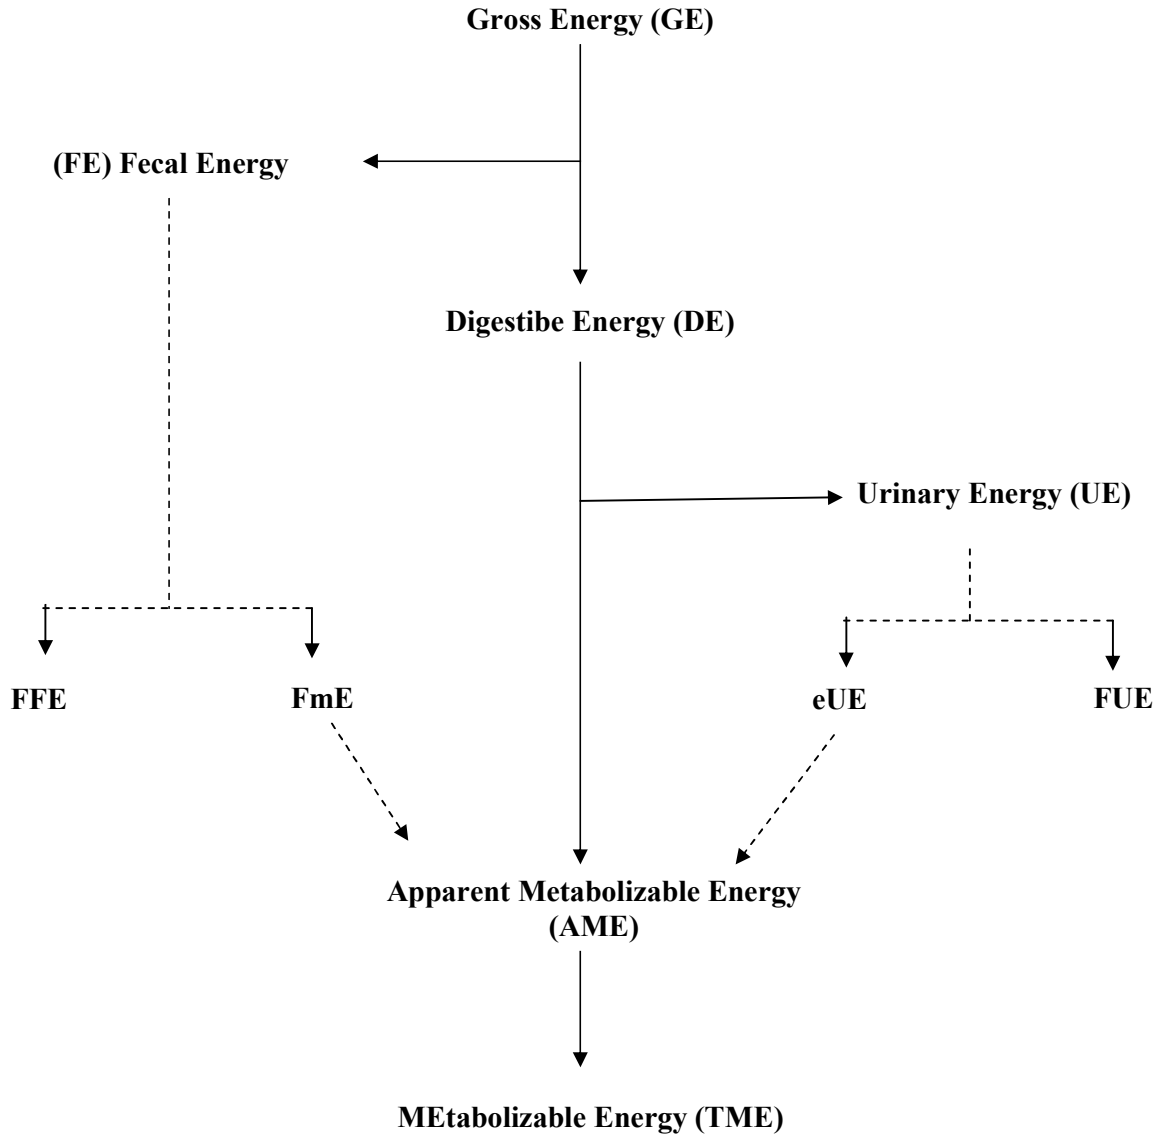 Gross Energy (GE)
(FE) Fecal Energy
Digestibe Energy (DE)
Urinary Energy (UE)
FFE
FmE
eUE
FUE
Apparent Metabolizable Energy
(AME)
MEtabolizable Energy (TME)